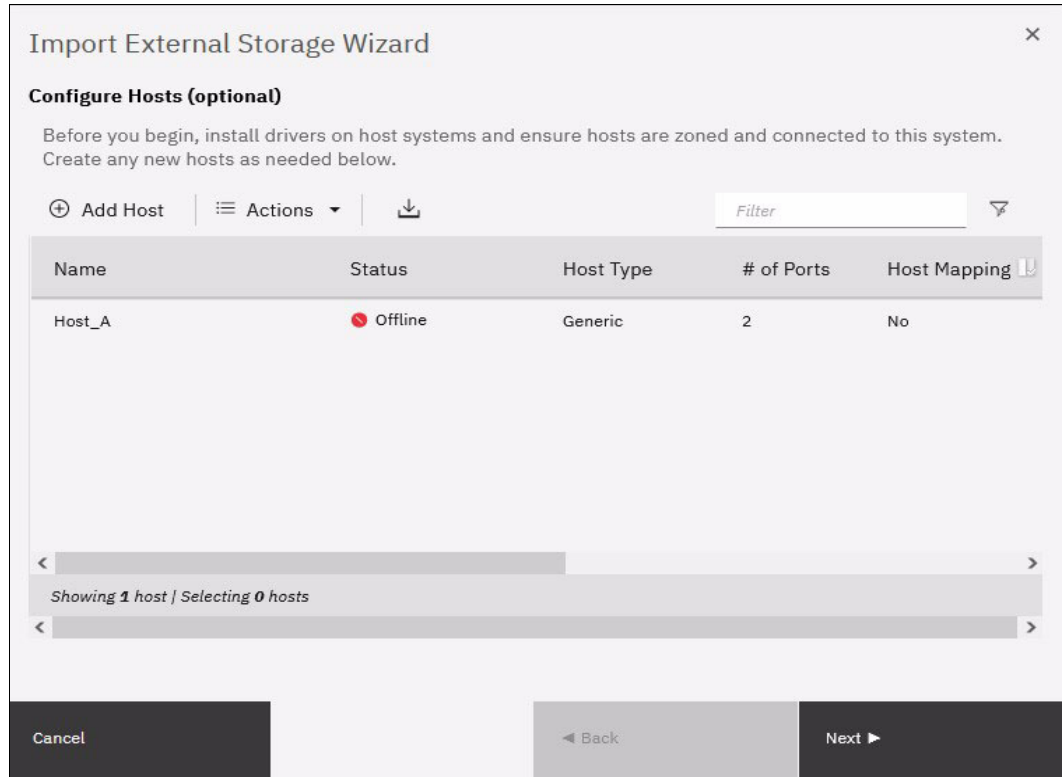 Import External Storage Wizard
Configure Hosts (optional)
Before you begin, install drivers on host systems and ensure hosts are zoned and connected to this system.
Create any new hosts as needed below.
Add Host Actions Filter
Name Status Host Type # of Ports Host Mapping
Host_A Offline Generic 2 No
Showing 1 host | Selecting 0 hosts
Cancel Back Next